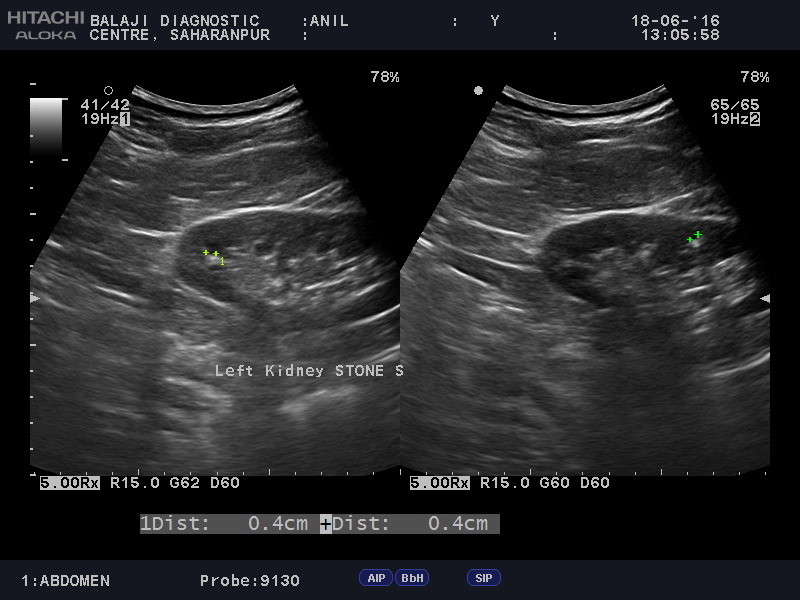 HITACHI
ALOKA
BALAJI DIAGNOSTIC :ANIL : Y 18-06-'16
CENTRE, SAHARANPUR : : 13:05:58
78% 78%
41/42 65/65
19Hz1 19Hz2
1
Left Kidney STONE S
5.00Rx R15.0 G62 D60 5.00Rx R15.0 G60 D60
1Dist: 0.4cm +Dist: 0.4cm
1:ABDOMEN Probe:9130 AIP BbH SIP